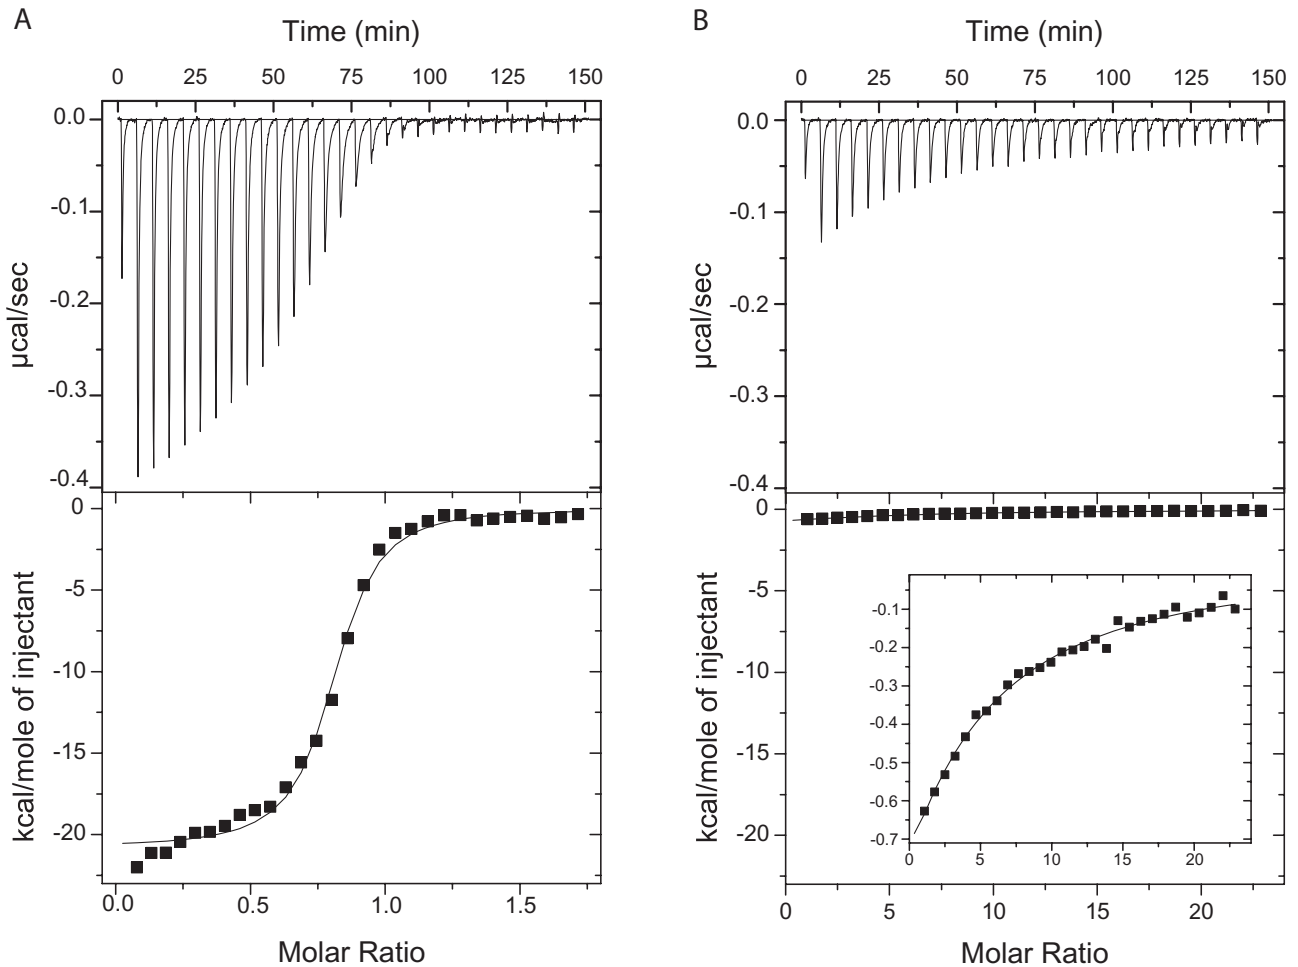 A
Time (min)
0 25 50 75 100 125 150
0.0
-0.1
-0.2
-0.3
-0.4
µcal/sec
0
-5
-10
-15
-20
kcal/mole of injectant
0.0 0.5 1.0 1.5
Molar Ratio
B
Time (min)
0 25 50 75 100 125 150
0.0
-0.1
-0.2
-0.3
-0.4
µcal/sec
0
-5
-10
-15
-20
kcal/mole of injectant
-0.1
-0.2
-0.3
-0.4
-0.5
-0.6
-0.7
0 5 10 15 20
0 5 10 15 20
Molar Ratio